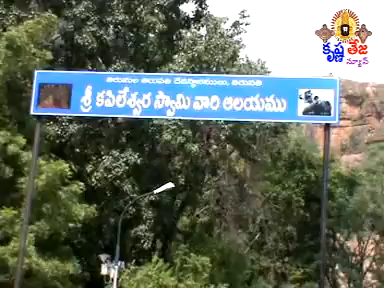 తిరుమల తిరుపతి దేవస్థానములు, తిరుపతి
శ్రీ కపిలేశ్వర స్వామి వారి ఆలయము
కృష్ణ తేజ
న్యూస్